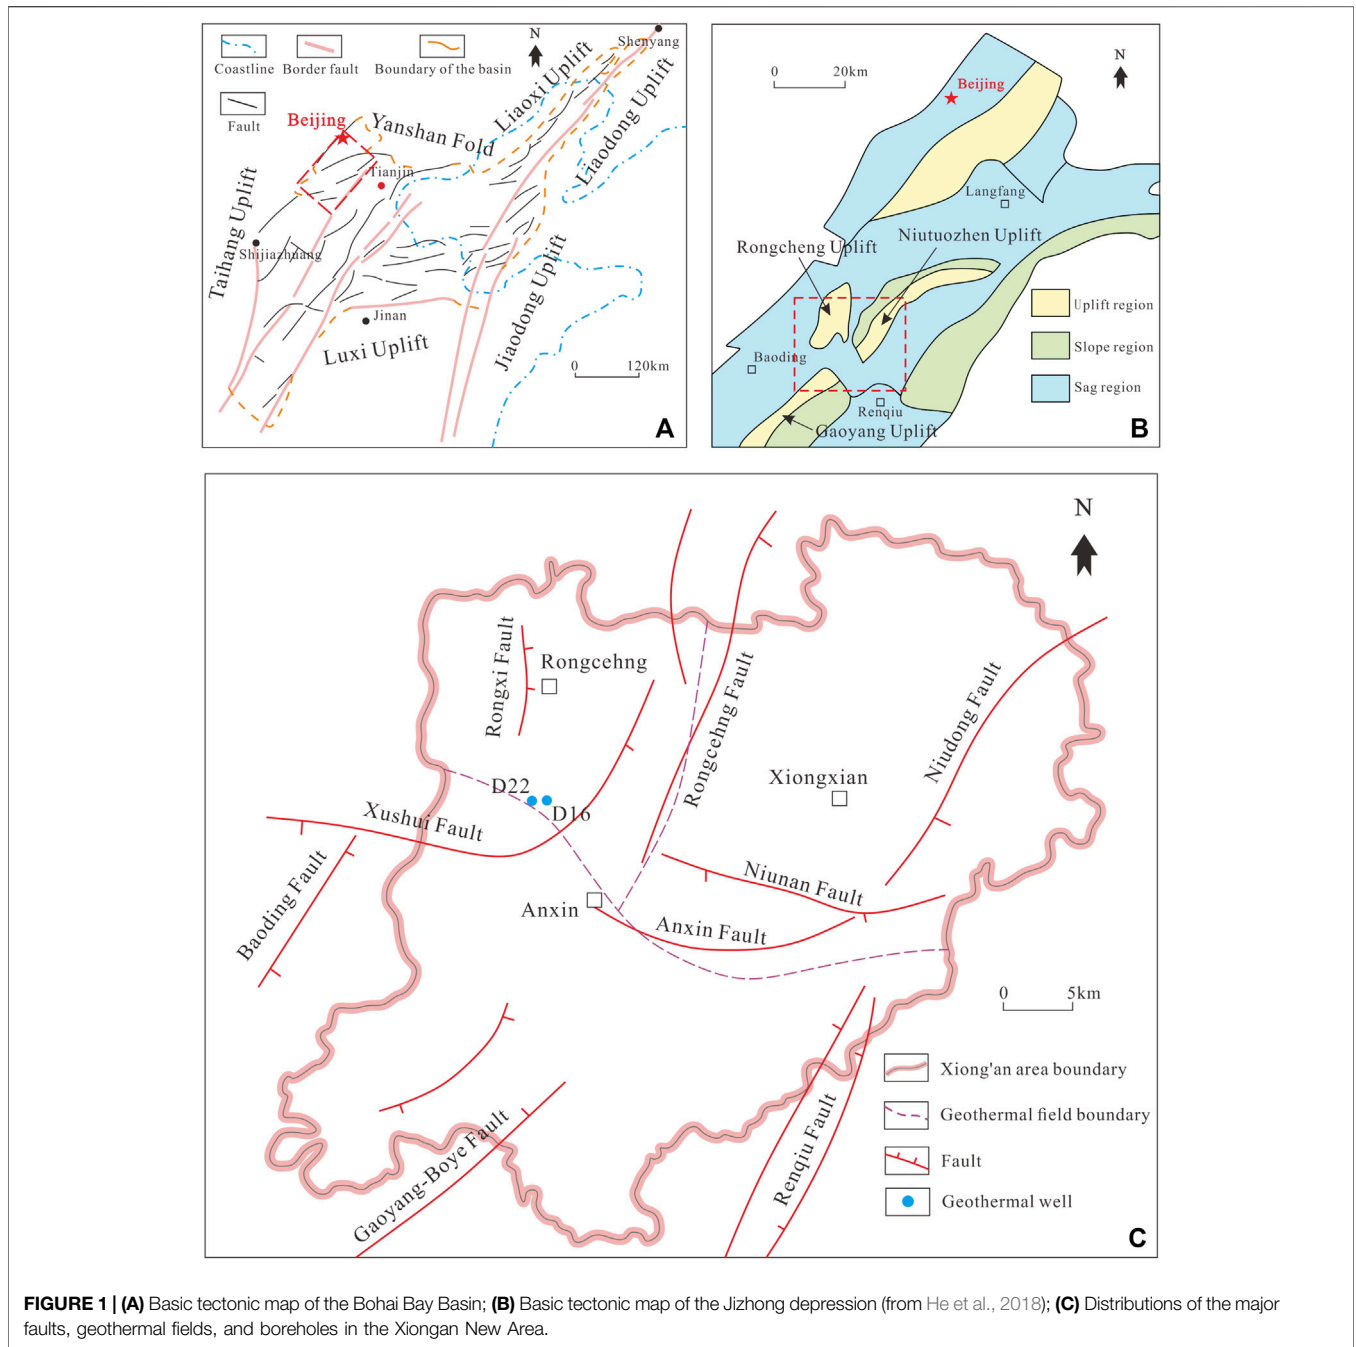 Coastline
Border fault
Boundary of the basin
Fault
N
Shenyang
Beijing
Yanshan Fold
Liaoxi Uplift
Liaodong Uplift
Tianjin
Taihang Uplift
Shijiazhuang
Jinan
Luxi Uplift
Jiaodong Uplift
0 120km
A
0 20km
N
Beijing
Langfang
Rongcheng Uplift
Niutuozhen Uplift
Uplift region
Slope region
Sag region
Baoding
Renqiu
Gaoyang Uplift
B
N
Rongxi Fault
Rongcehng
Rongcehng Fault
Niudong Fault
Xiongxian
D22
D16
Xushui Fault
Baoding Fault
Niunan Fault
Anxin
Anxin Fault
0 5km
Xiong'an area boundary
Geothermal field boundary
Fault
Geothermal well
Gaoyang-Boye Fault
Renqiu Fault
C
FIGURE 1 | (A) Basic tectonic map of the Bohai Bay Basin; (B) Basic tectonic map of the Jizhong depression (from He et al., 2018); (C) Distributions of the major
faults, geothermal fields, and boreholes in the Xiongan New Area.